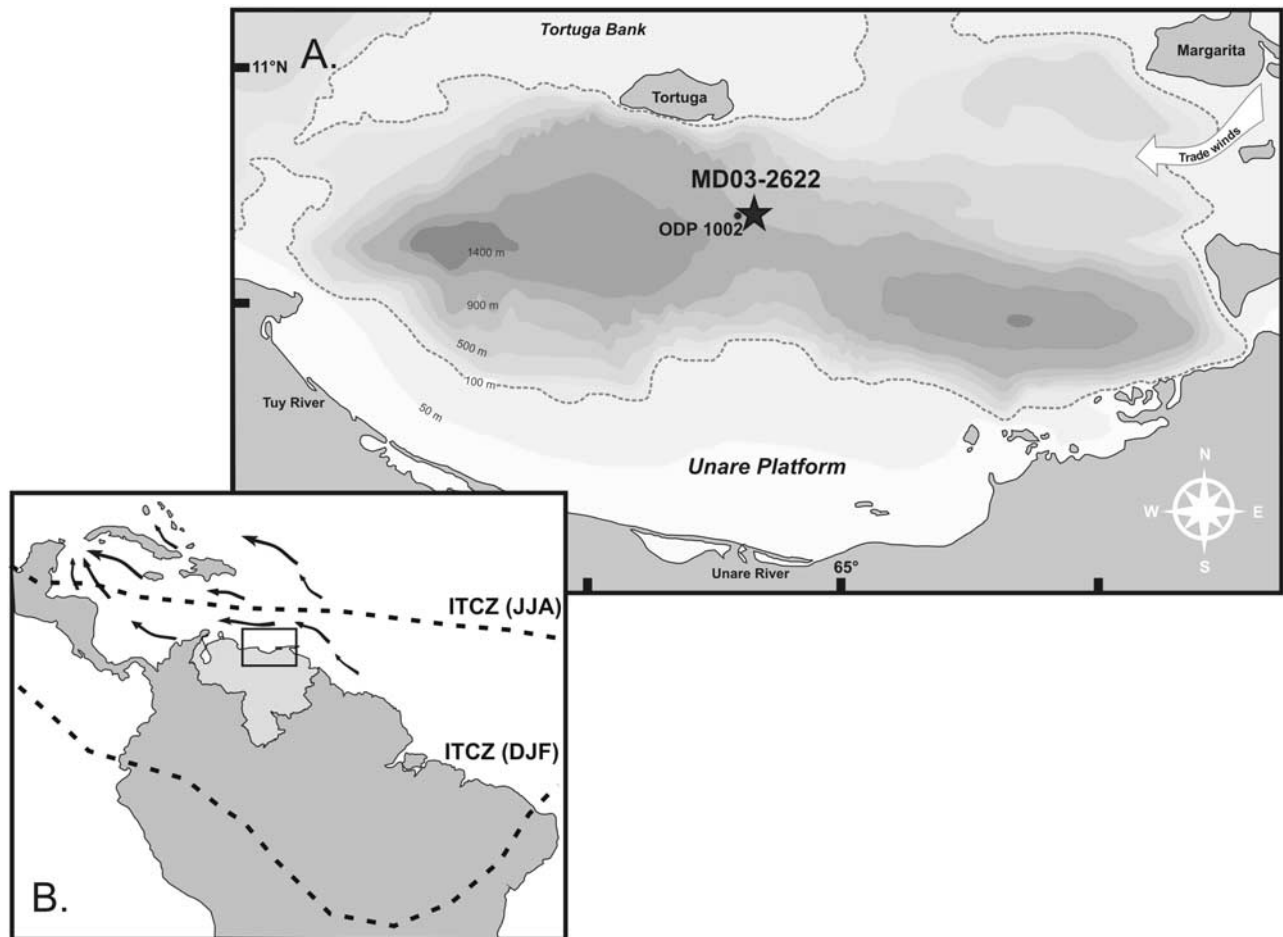 Tortuga Bank
A.
Margarita
11°N
Tortuga
Trade winds
MD03-2622
ODP 1002
1400 m
900 m
500 m
100 m
Tuy River
50 m
Unare Platform
N
W
E
S
Unare River
65°
ITCZ (JJA)
ITCZ (DJF)
B.